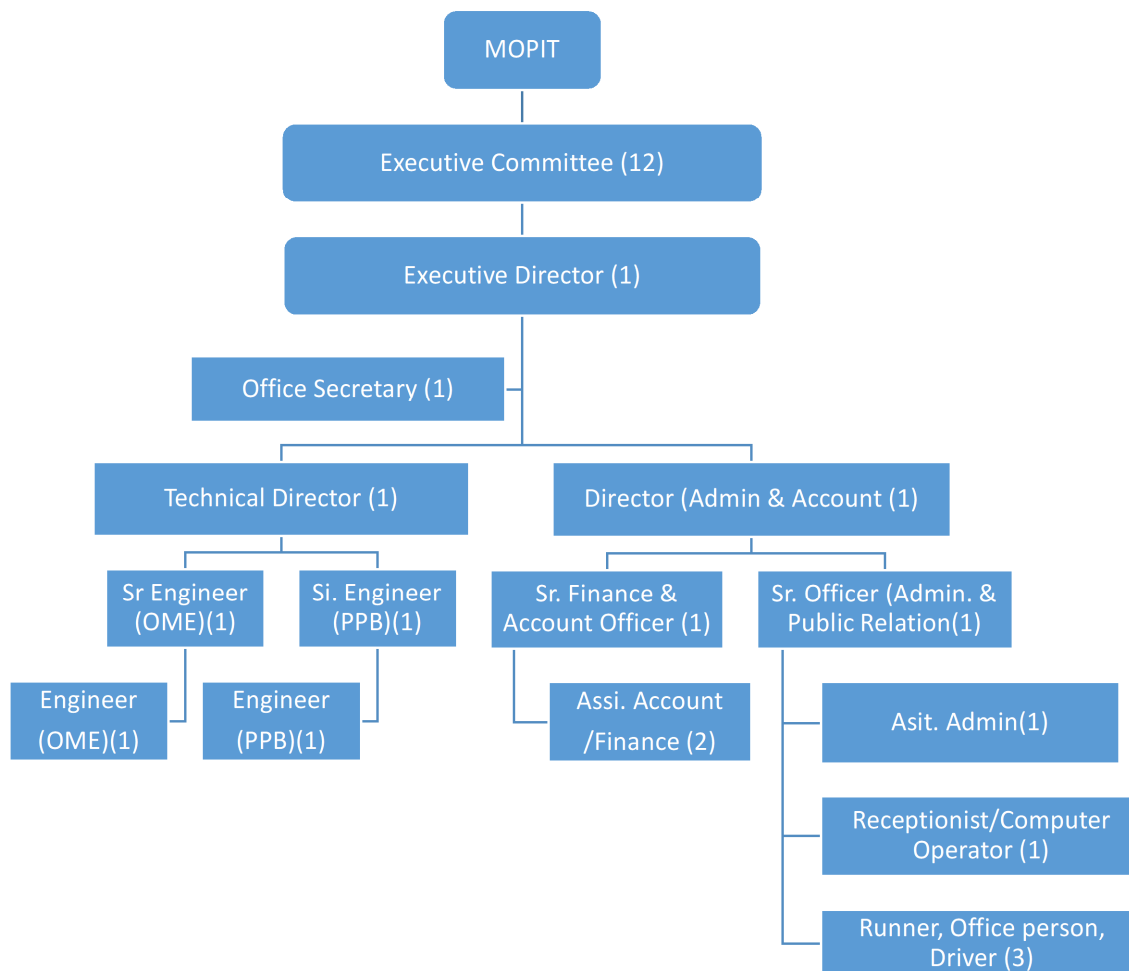 MOPIT
Executive Committee (12)
Executive Director (1)
Office Secretary (1)
Technical Director (1)
Director (Admin & Account (1)
Sr Engineer
(OME)(1)
Si. Engineer
(PPB)(1)
Sr. Finance &
Account Officer (1)
Sr. Officer (Admin. &
Public Relation(1)
Engineer
(OME)(1)
Engineer
(PPB)(1)
Assi. Account
/Finance (2)
Asit. Admin(1)
Receptionist/Computer
Operator (1)
Runner, Office person,
Driver (3)